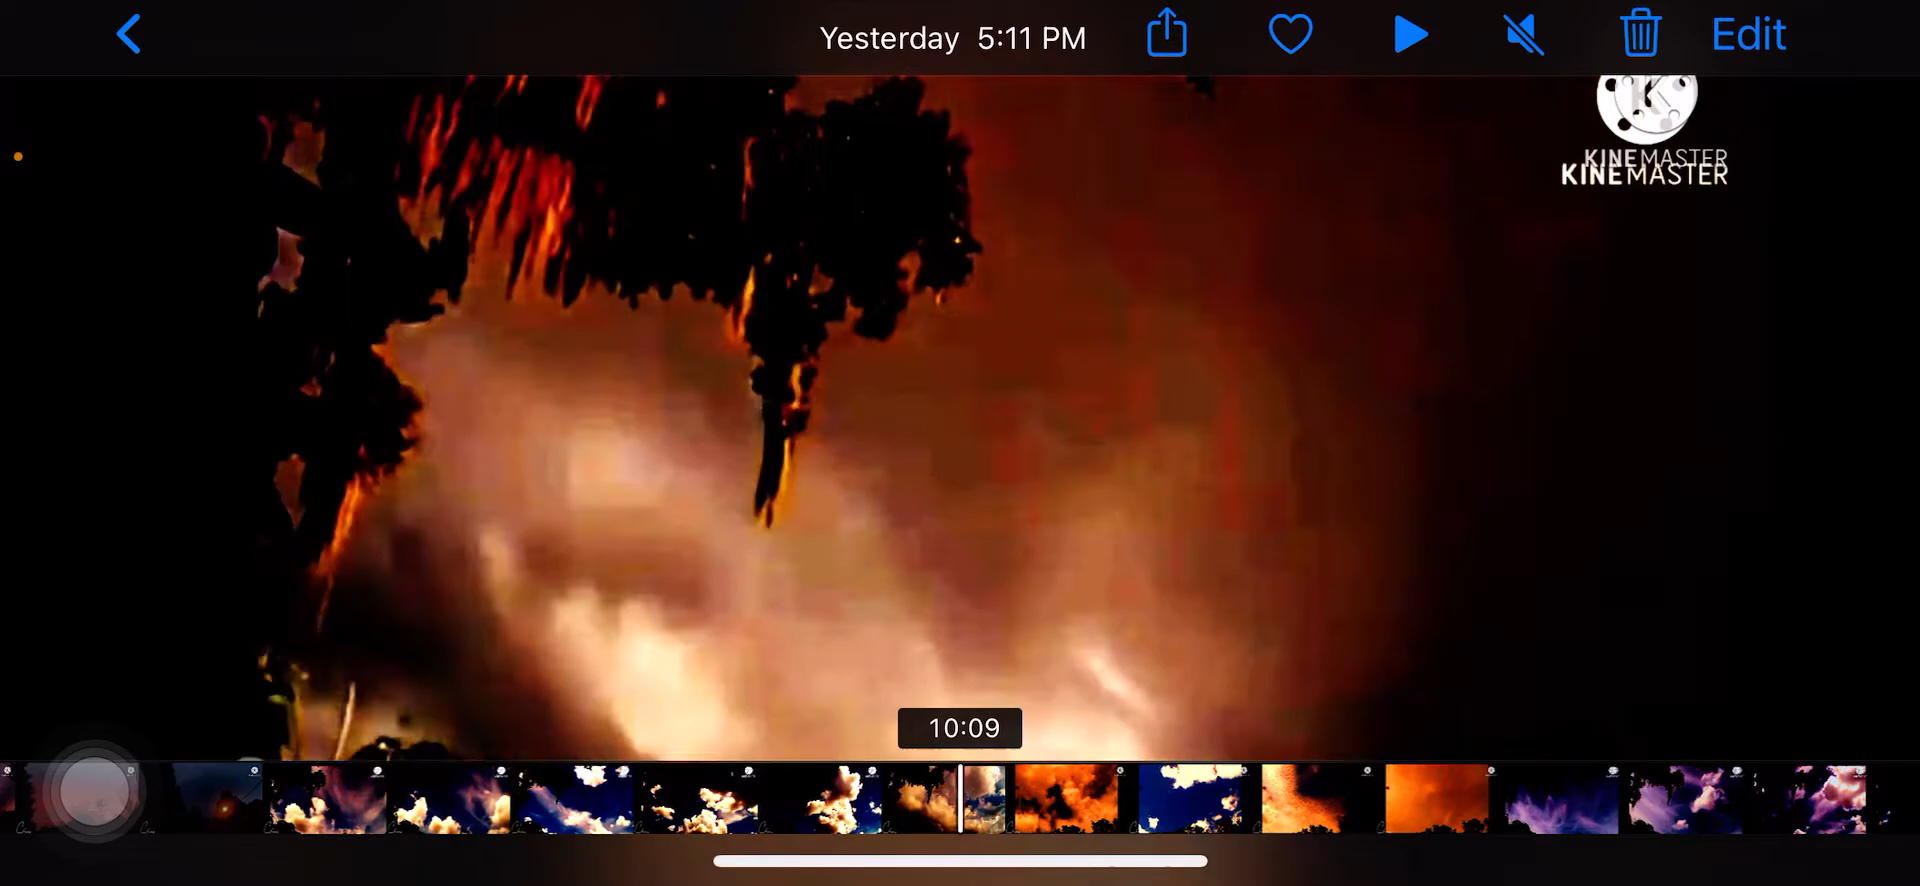 Yesterday 5:11 PM
Edit
K
KINEMASTER
KINEMASTER
10:09